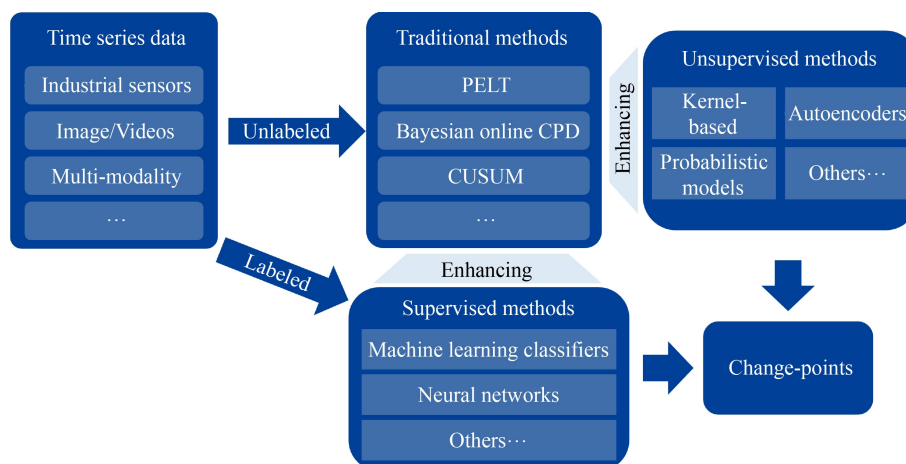 Time series data
Industrial sensors
Image/Videos
Multi-modality
…
Unlabeled
Labeled
Traditional methods
PELT
Bayesian online CPD
CUSUM
…
Enhancing
Unsupervised methods
Kernel-
based
Autoencoders
Probabilistic
models
Others…
Enhancing
Supervised methods
Machine learning classifiers
Neural networks
Others…
Change-points